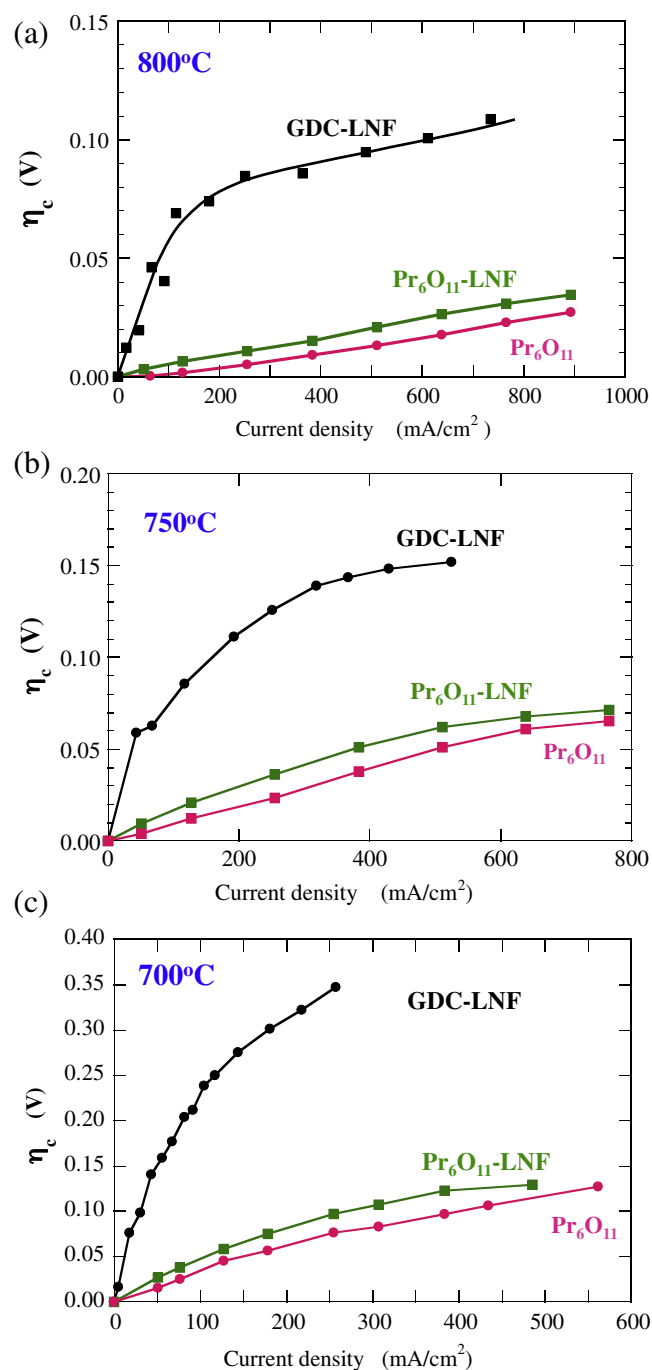 (a)
0.15
800°C
GDC-LNF
0.10
η_c (V)
0.05
Pr₆O₁₁-LNF
Pr₆O₁₁
0.00
0 200 400 600 800 1000
Current density (mA/cm²)
(b)
0.20
750°C
GDC-LNF
0.15
η_c (V)
0.10
Pr₆O₁₁-LNF
0.05
Pr₆O₁₁
0.00
0 200 400 600 800
Current density (mA/cm²)
(c)
0.40
700°C
0.35
GDC-LNF
0.30
0.25
η_c (V)
0.20
0.15
Pr₆O₁₁-LNF
0.10
Pr₆O₁₁
0.05
0.00
0 100 200 300 400 500 600
Current density (mA/cm²)